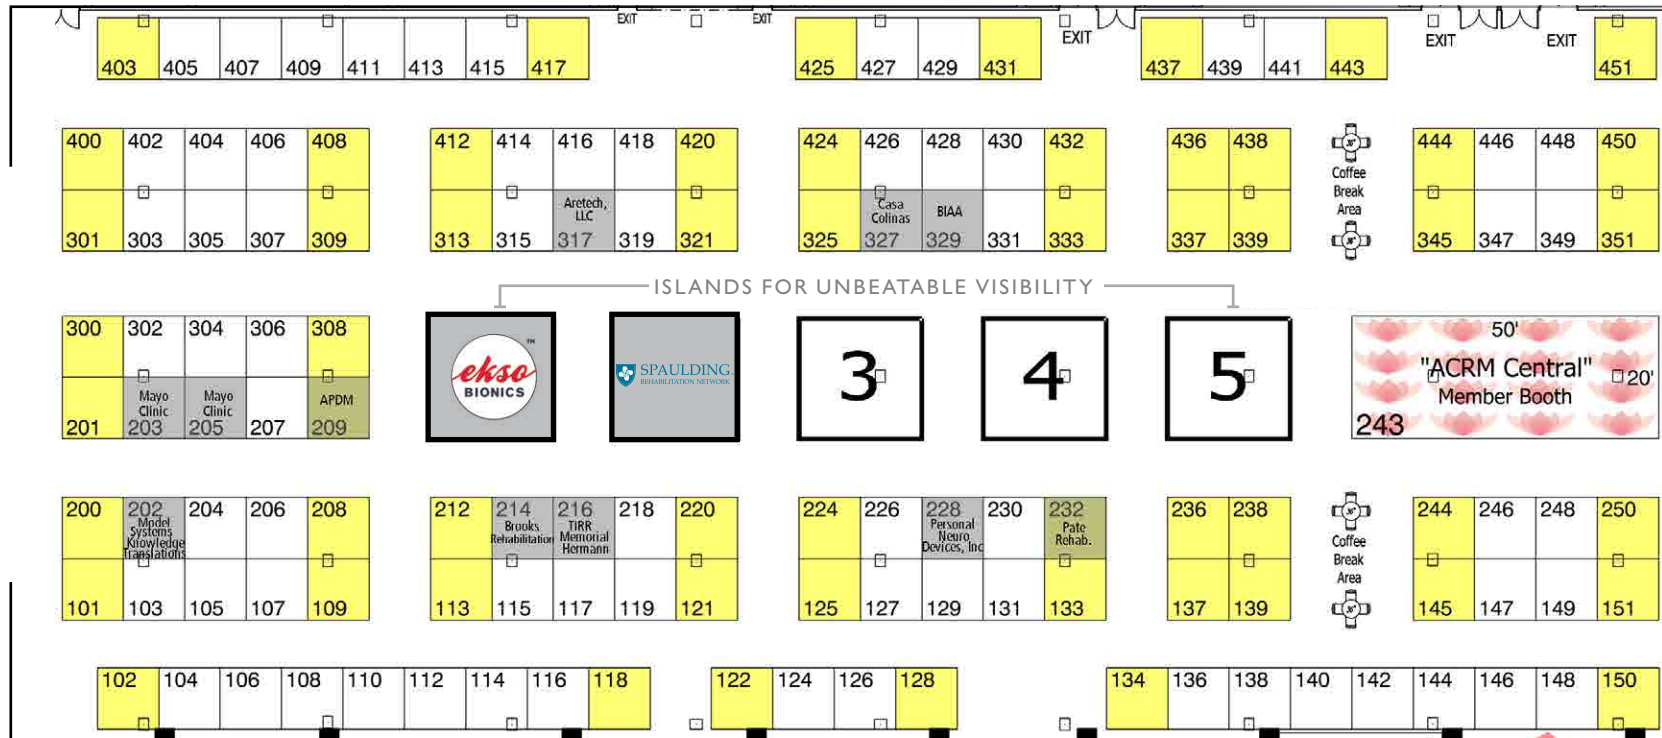 EXIT EXIT EXIT EXIT EXIT
403 405 407 409 411 413 415 417 425 427 429 431 437 439 441 443 451
400 402 404 406 408 412 414 416 418 420 424 426 428 430 432 436 438 444 446 448 450
Coffee
Break
Area
Aretech,
LLC
Casa
Colinas
BIAA
301 303 305 307 309 313 315 317 319 321 325 327 329 331 333 337 339 345 347 349 351
ISLANDS FOR UNBEATABLE VISIBILITY
300 302 304 306 308
Mayo
Clinic
Mayo
Clinic
APDM
201 203 205 207 209
ekso™
BIONICS
SPAULDING
REHABILITATION NETWORK
3
4
5
50'
"ACRM Central"
20'
Member Booth
243
200 202 204 206 208 212 214 216 218 220 224 226 228 230 232 236 238 244 246 248 250
Model
Systems
Knowledge
Translations
Brooks
Rehabilitation
TIRR
Memorial
Hermann
Personal
Neuro
Devices, Inc
Pate
Rehab.
Coffee
Break
Area
101 103 105 107 109 113 115 117 119 121 125 127 129 131 133 137 139 145 147 149 151
102 104 106 108 110 112 114 116 118 122 124 126 128 134 136 138 140 142 144 146 148 150